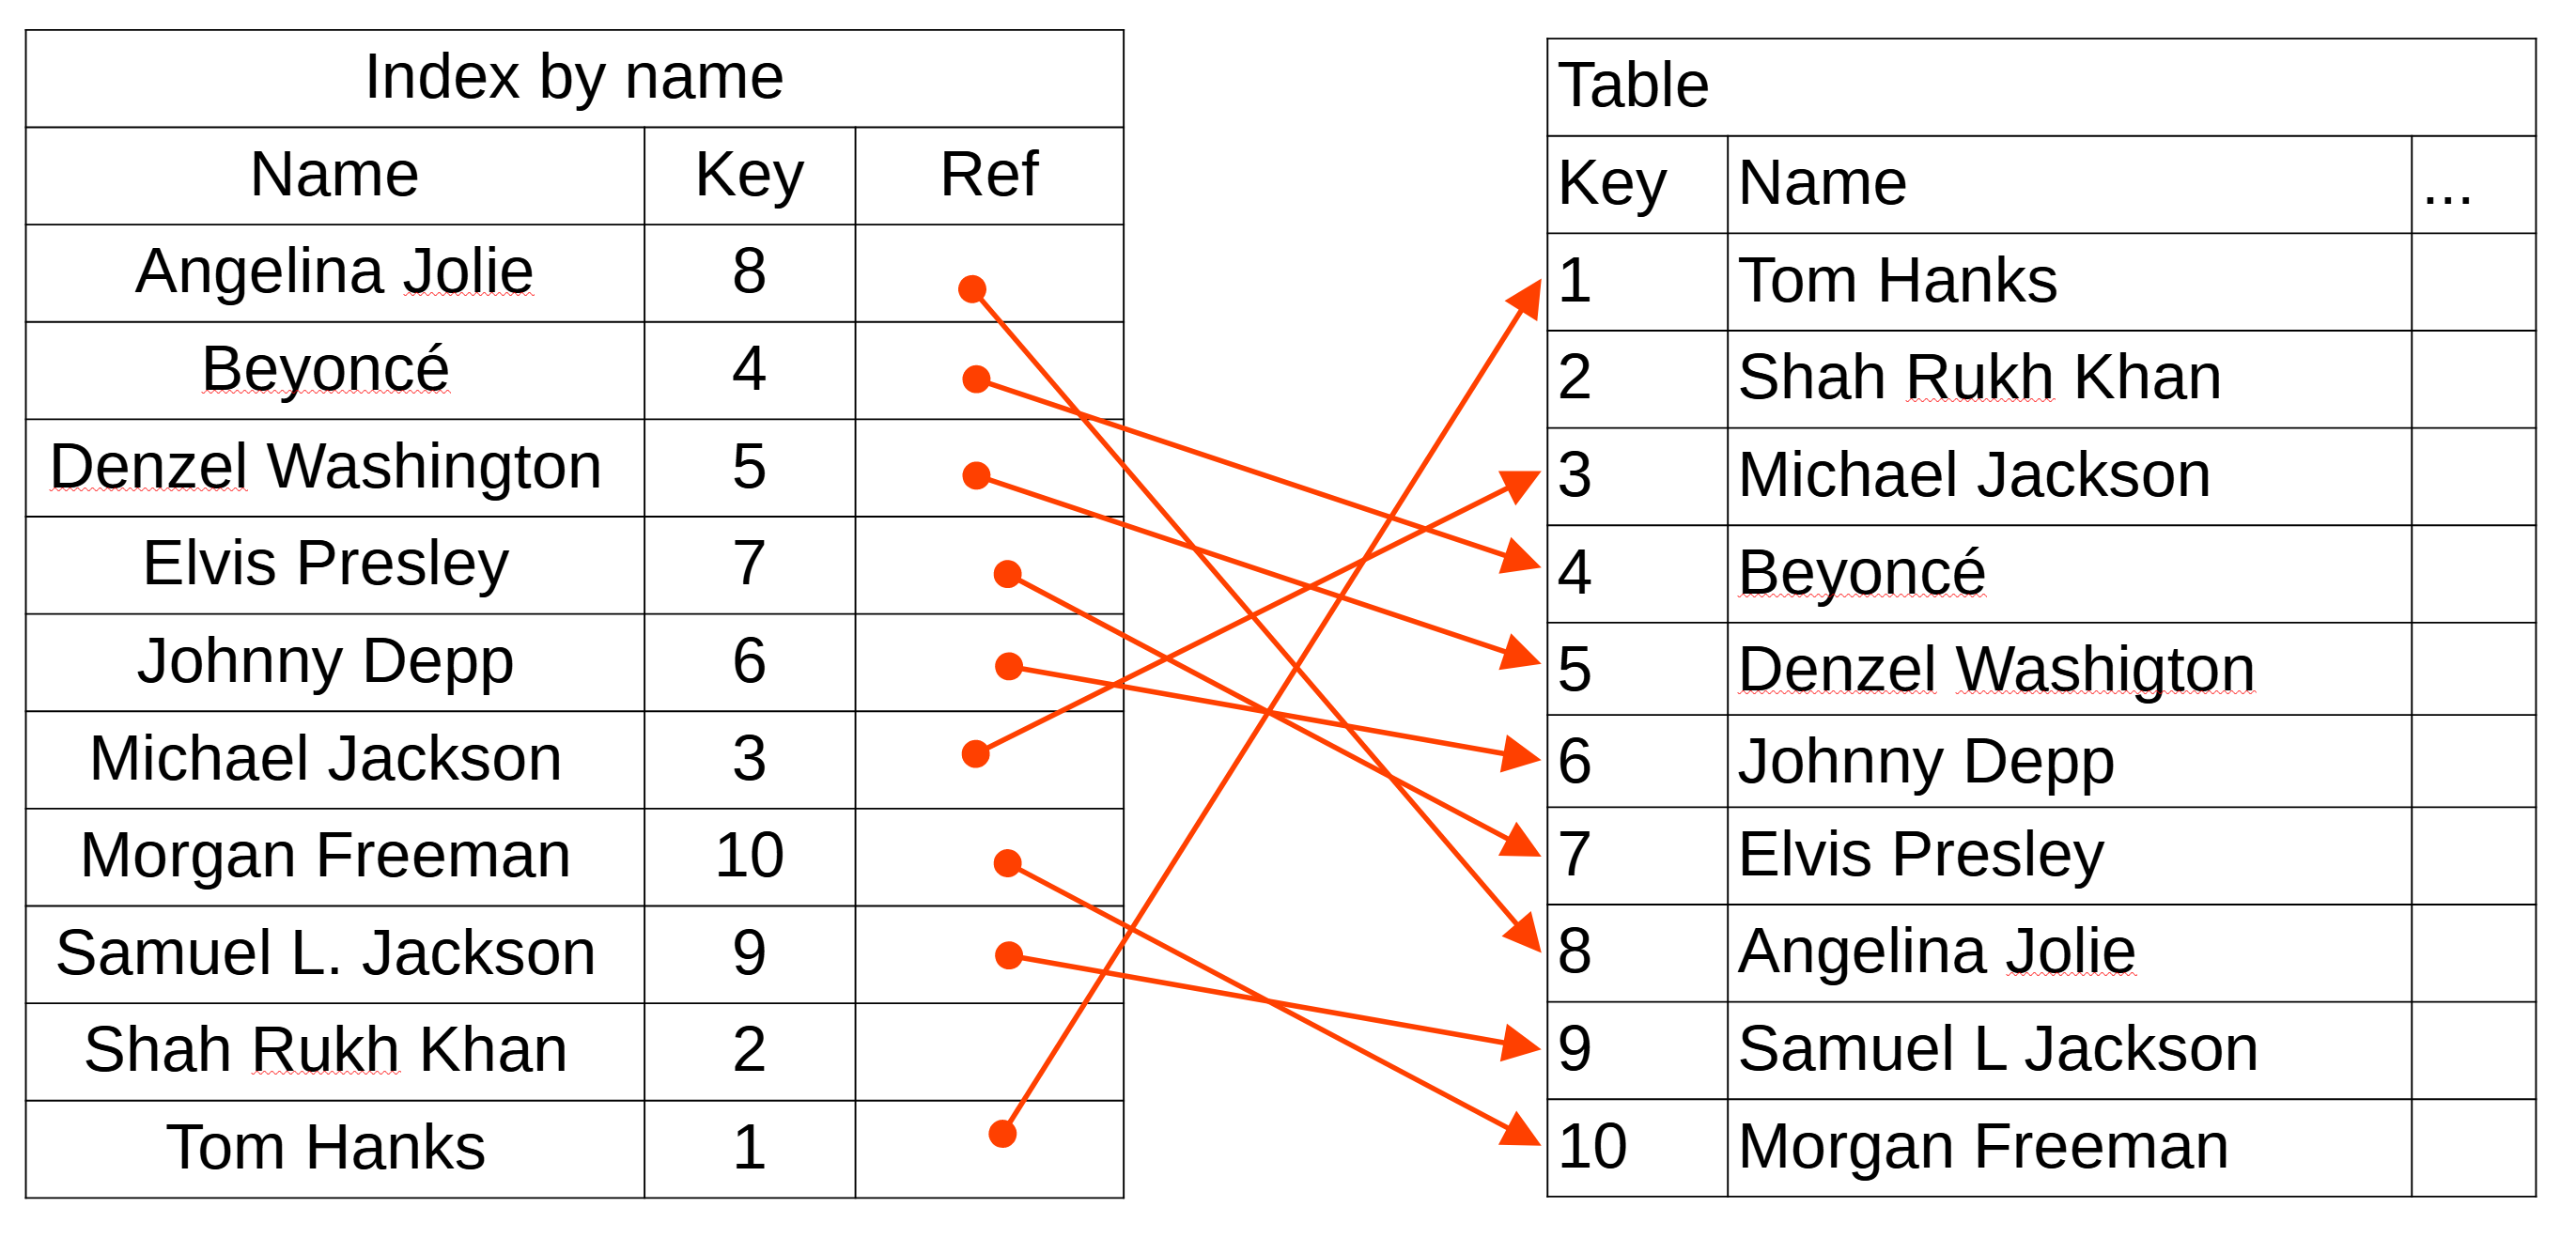 Index by name
Name Key Ref
Angelina Jolie 8
Beyoncé 4
Denzel Washington 5
Elvis Presley 7
Johnny Depp 6
Michael Jackson 3
Morgan Freeman 10
Samuel L. Jackson 9
Shah Rukh Khan 2
Tom Hanks 1
Table
Key Name ...
1 Tom Hanks
2 Shah Rukh Khan
3 Michael Jackson
4 Beyoncé
5 Denzel Washigton
6 Johnny Depp
7 Elvis Presley
8 Angelina Jolie
9 Samuel L Jackson
10 Morgan Freeman